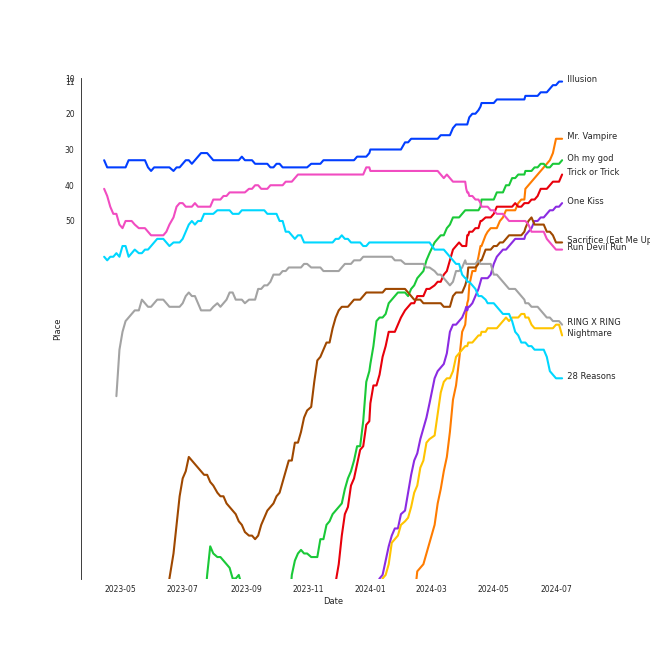 10
11
20
30
40
50
Place
Illusion
Mr. Vampire
Oh my god
Trick or Trick
One Kiss
Sacrifice (Eat Me Up
Run Devil Run
RING X RING
Nightmare
28 Reasons
2023-05 2023-07 2023-09 2023-11 2024-01 2024-03 2024-05 2024-07
Date